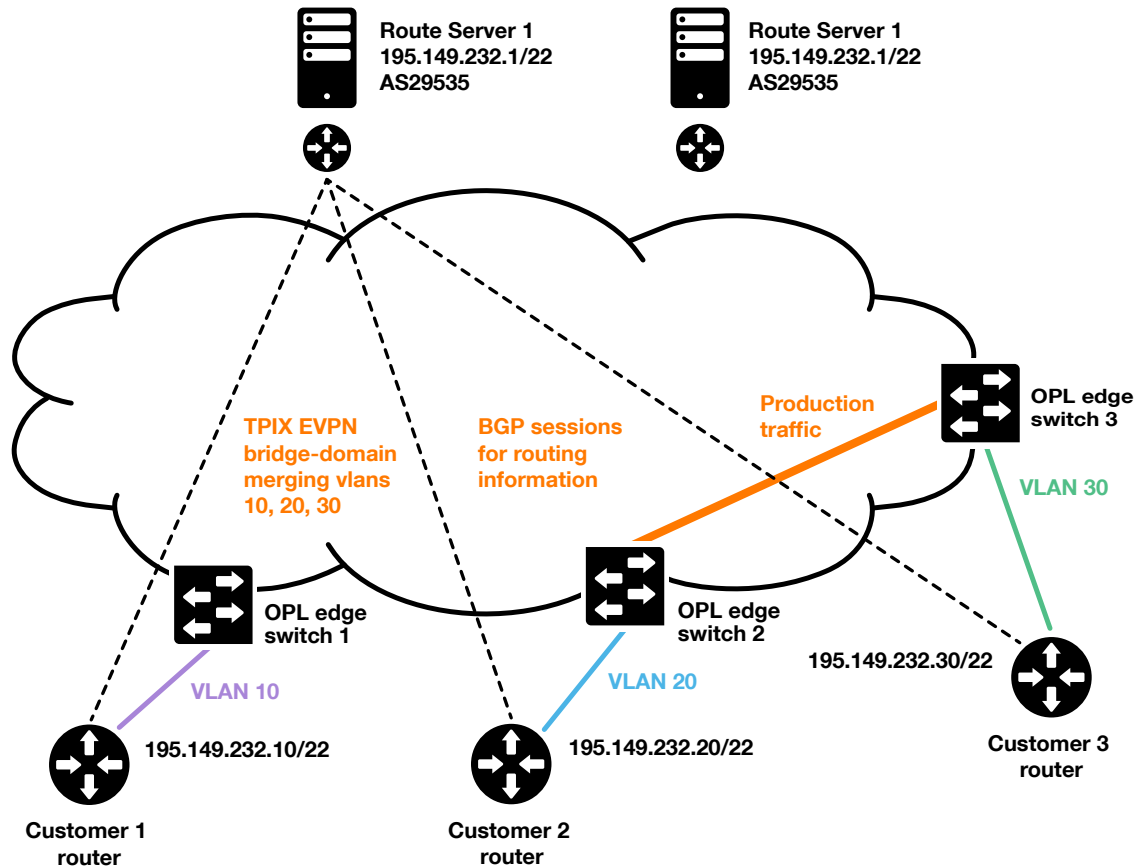 Route Server 1
195.149.232.1/22
AS29535
Route Server 1
195.149.232.1/22
AS29535
TPIX EVPN
bridge-domain
merging vlans
10, 20, 30
BGP sessions
for routing
information
Production
traffic
OPL edge
switch 3
VLAN 30
OPL edge
switch 1
OPL edge
switch 2
VLAN 10
VLAN 20
195.149.232.30/22
195.149.232.10/22
195.149.232.20/22
Customer 3
router
Customer 1
router
Customer 2
router